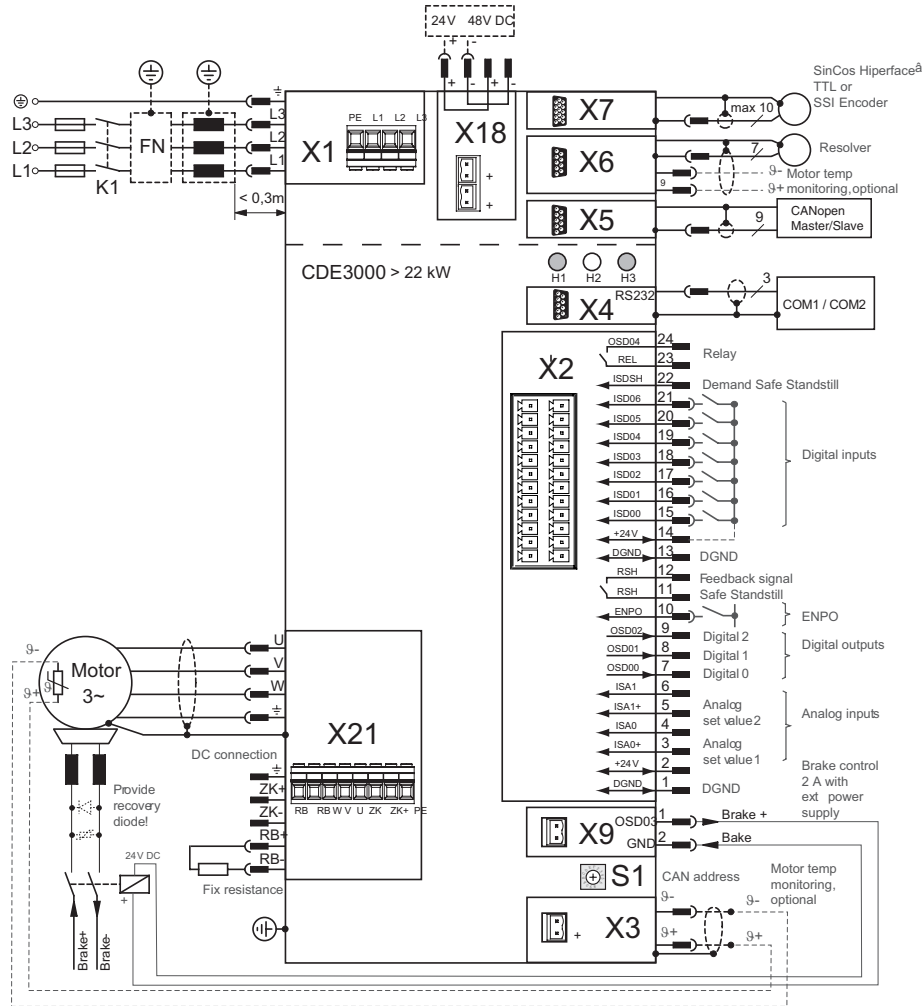 24V 48V DC
+ -
+ - + -
SinCos Hiperfaceâ
TTL or
SSI Encoder
X7
max 10
PE L1 L2 L3
X1
X18
+
+
L3
L2
L1
L3
L2
L1
FN
K1
< 0,3m
X6
7
Resolver
9
ϑ- Motor temp
ϑ+ monitoring,optional
X5
9
CANopen
Master/Slave
CDE3000 > 22 kW
H1 H2 H3
X4
RS232
3
COM1 / COM2
X2
OSD04 24
REL 23
Relay
ISDSH 22
Demand Safe Standstill
ISD06 21
ISD05 20
ISD04 19
ISD03 18
ISD02 17
ISD01 16
ISD00 15
Digital inputs
+24V 14
DGND 13
DGND
RSH 12
Feedback signal
RSH 11
Safe Standstill
ENPO 10
ENPO
OSD02 9
Digital 2
OSD01 8
Digital 1
OSD00 7
Digital 0
Digital outputs
ISA1 6
ISA1+ 5
Analog
set value2
ISA0 4
ISA0+ 3
Analog
set value1
Analog inputs
+24V 2
DGND 1
DGND
Brake control
2 A with
ext power
supply
ϑ-
ϑ+
ϑ
Motor
3~
U
V
W
X21
DC connection
ZK+
ZK-
RB+
RB-
RB RB W V U ZK ZK+ PE
Fix resistance
Piovide
recovery
diode!
24V DC
+
Brake+
Brake-
X9
OSD03 1
Brake +
GND 2
Bake
S1
CAN address
X3
+
ϑ-
ϑ+
ϑ-
ϑ+
Motor temp
monitoring,
optional